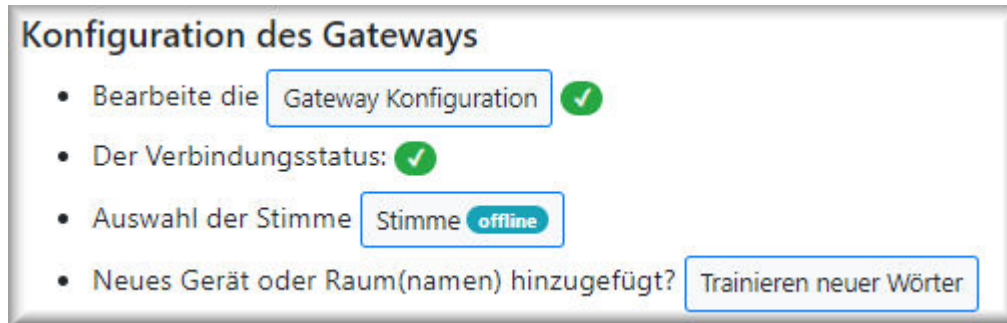 Konfiguration des Gateways
Bearbeite die Gateway Konfiguration
Der Verbindungsstatus:
Auswahl der Stimme Stimme offline
Neues Gerät oder Raum(namen) hinzugefügt? Trainieren neuer Wörter